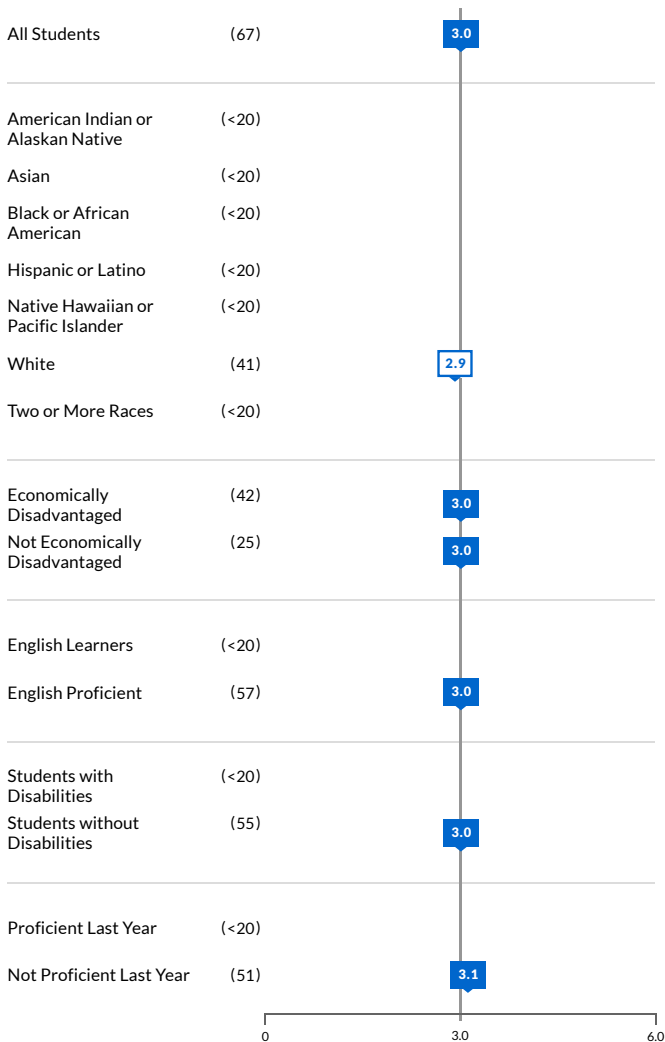 All Students (67) 3.0
American Indian or (<20)
Alaskan Native
Asian (<20)
Black or African (<20)
American
Hispanic or Latino (<20)
Native Hawaiian or (<20)
Pacific Islander
White (41) 2.9
Two or More Races (<20)
Economically (42) 3.0
Disadvantaged
Not Economically (25) 3.0
Disadvantaged
English Learners (<20)
English Proficient (57) 3.0
Students with (<20)
Disabilities
Students without (55) 3.0
Disabilities
Proficient Last Year (<20)
Not Proficient Last Year (51) 3.1
0 3.0 6.0